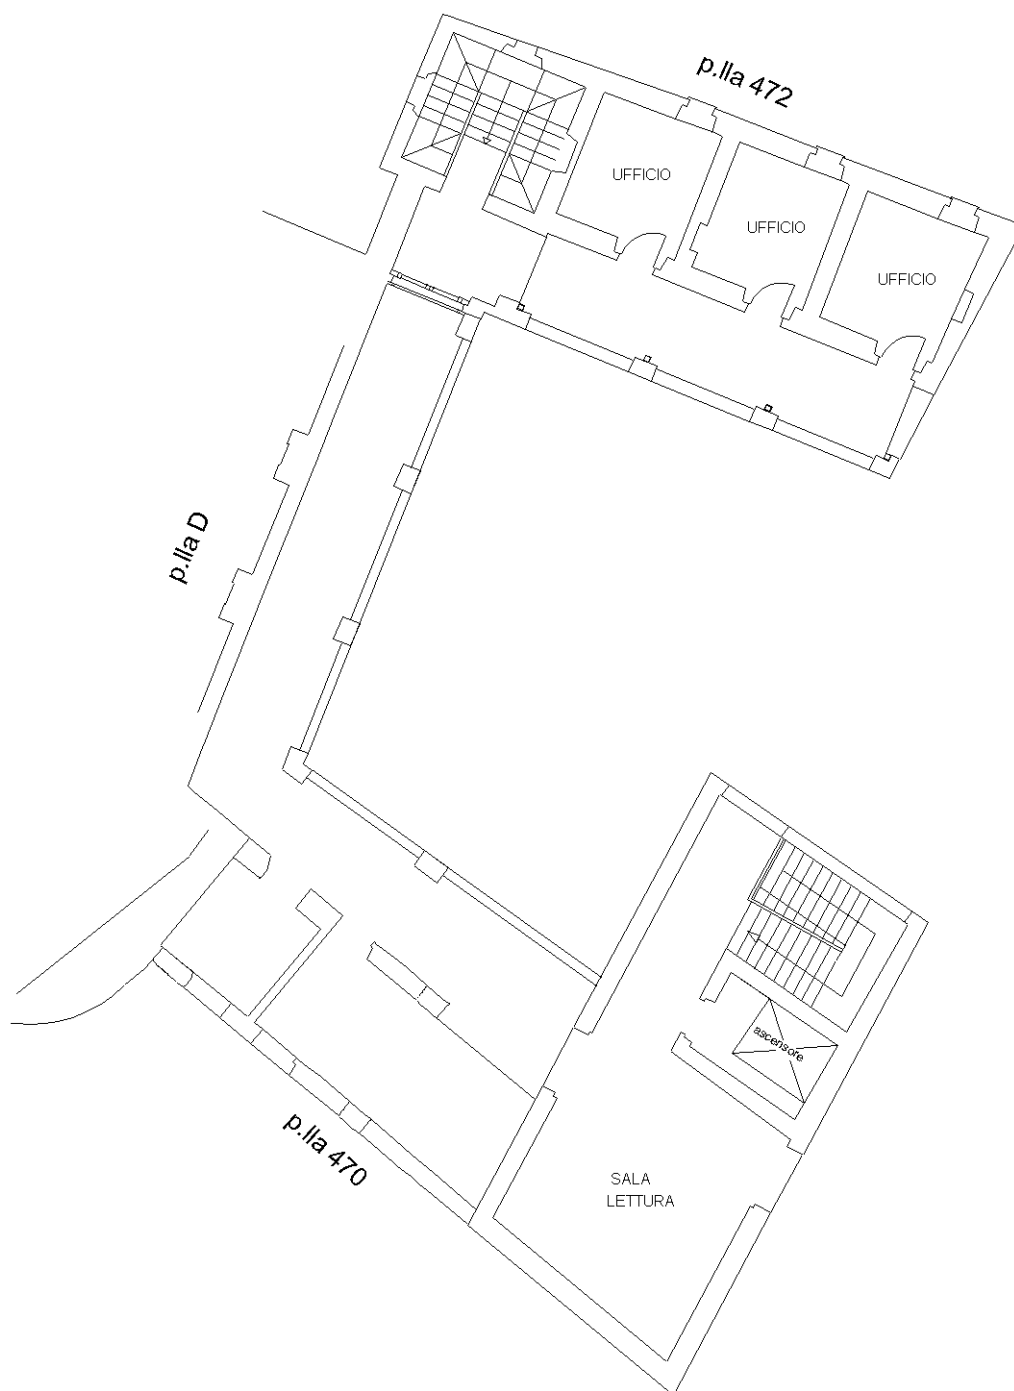 p.lla 472
UFFICIO
UFFICIO
UFFICIO
p.lla D
ascensore
p.lla 470
SALA
LETTURA